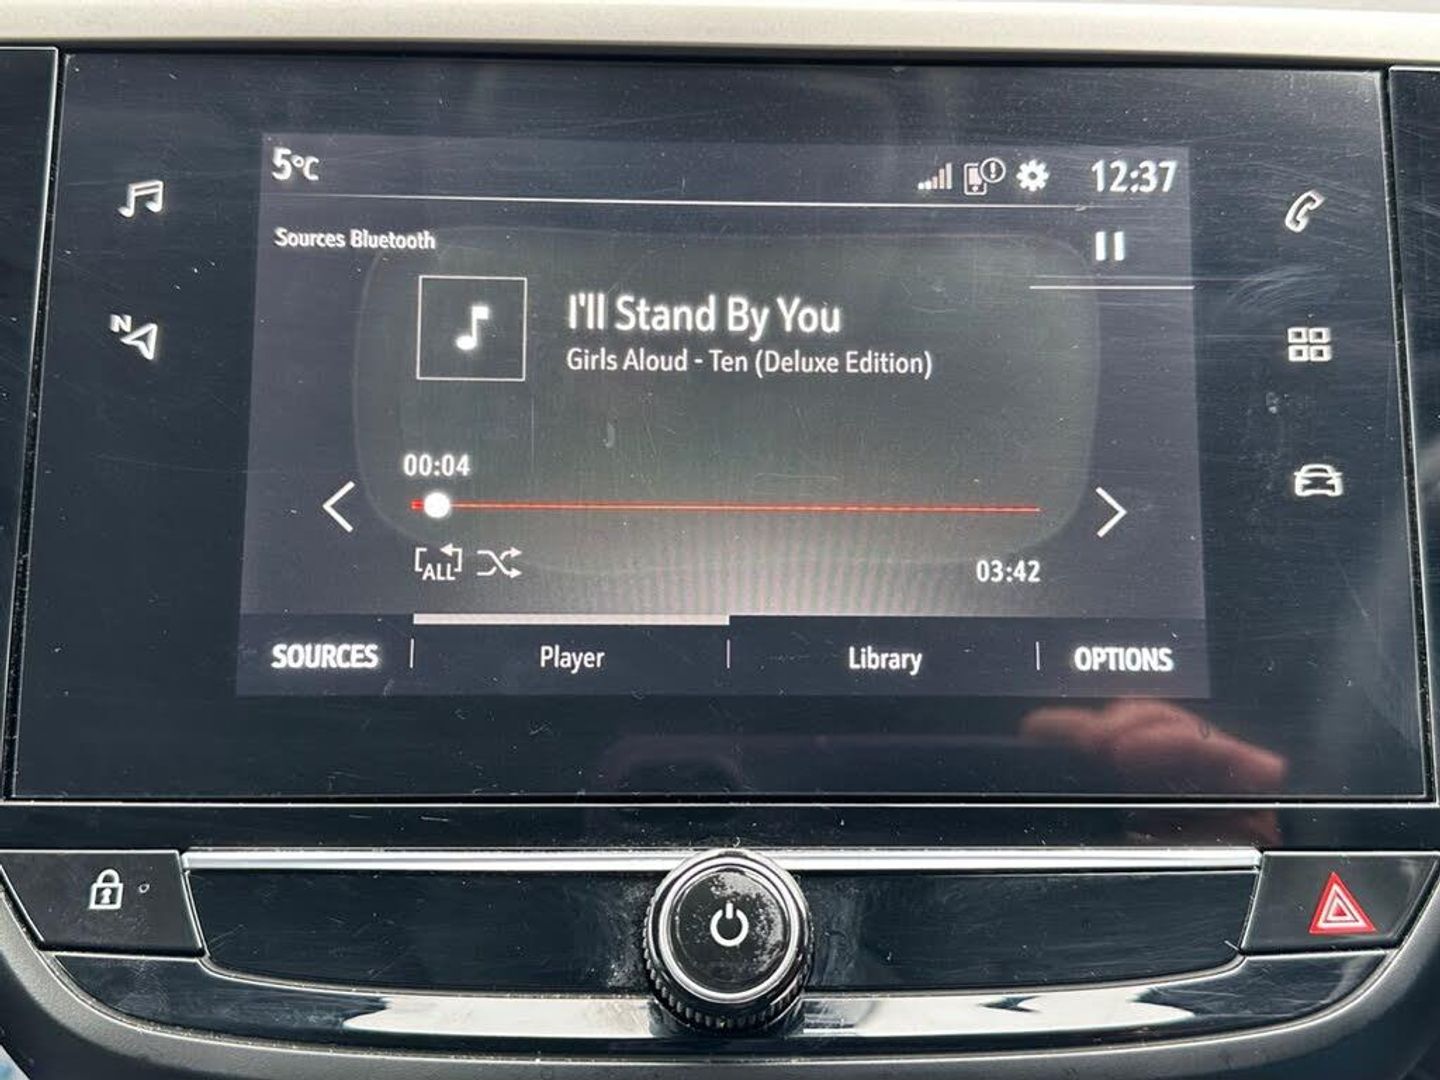 5°C
12:37
Sources Bluetooth
I'll Stand By You
Girls Aloud - Ten (Deluxe Edition)
N
00:04
ALL
03:42
SOURCES
Player
Library
OPTIONS